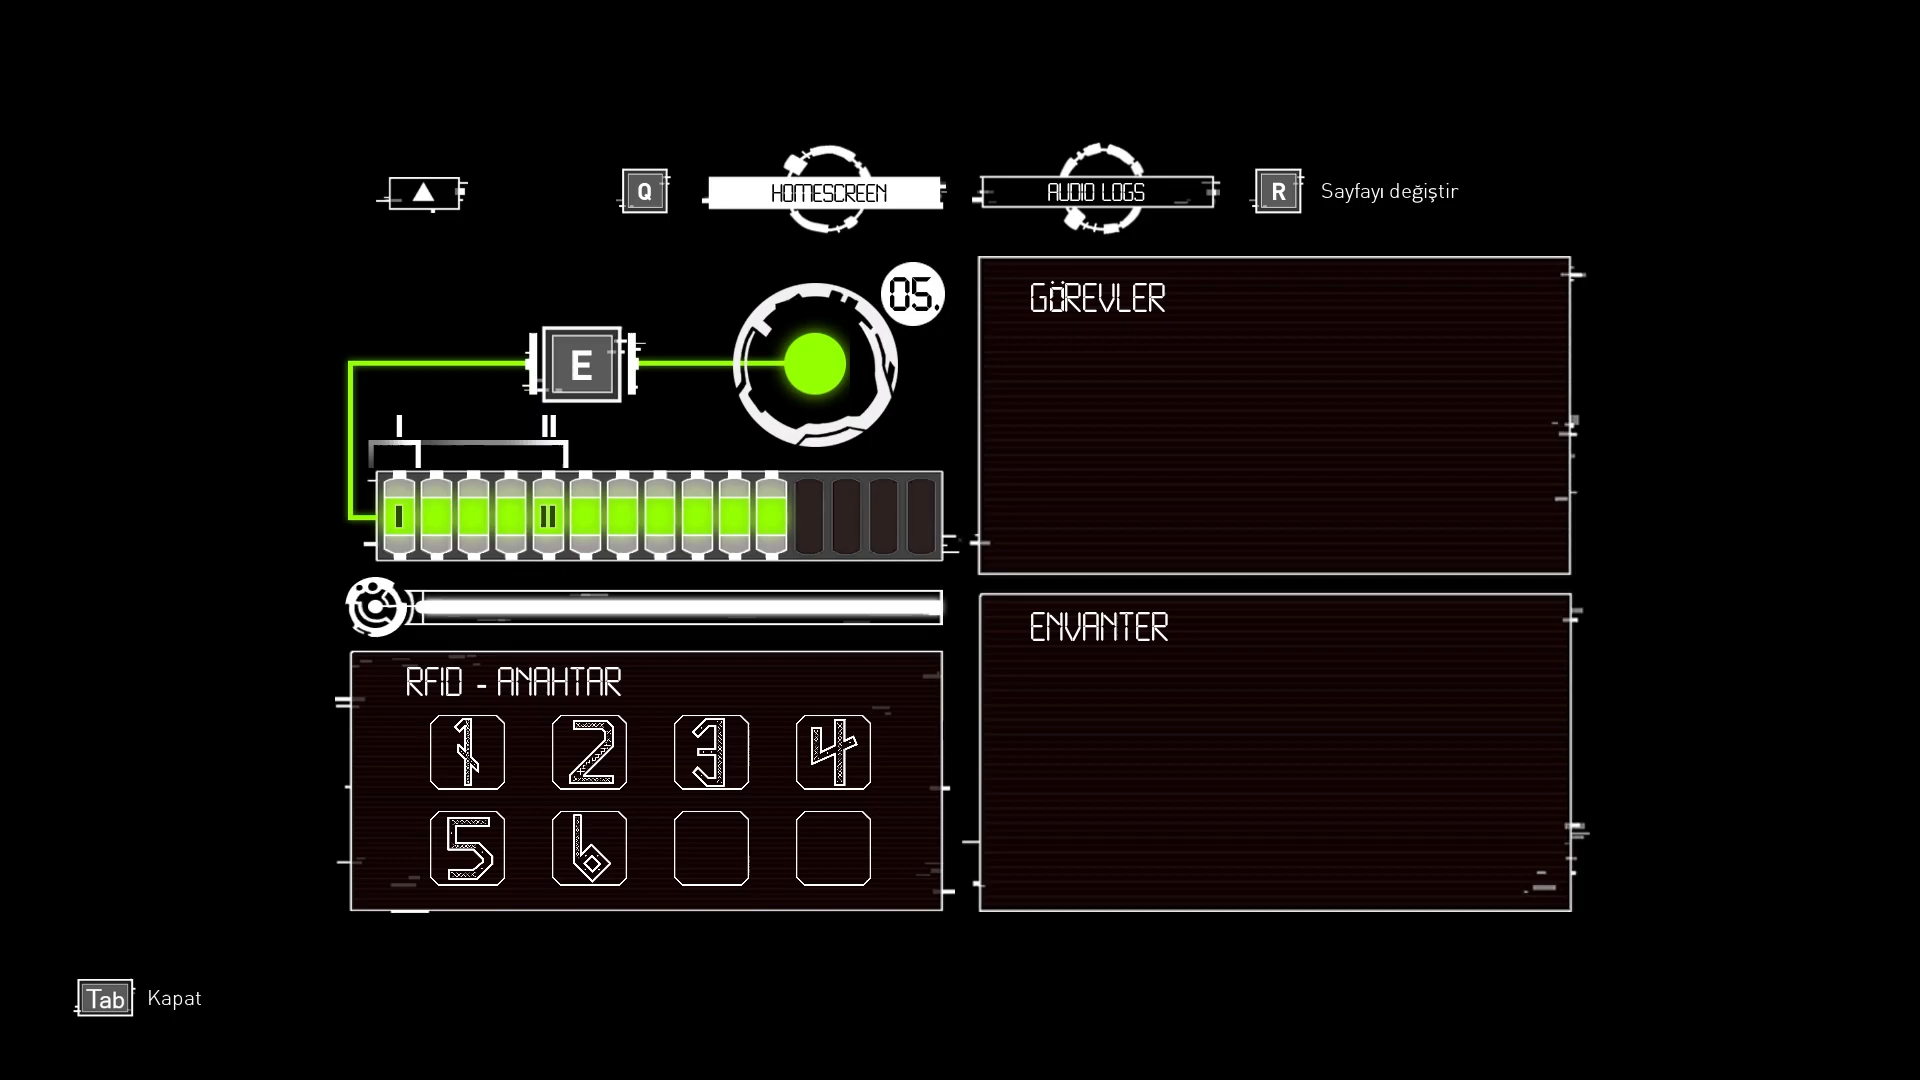 Q HOMESCREEN AUDIO LOGS R Sayfayı değiştir
05.
E
I II
I II
GÖREVLER
RFID - ANAHTAR
1 2 3 4
5 6
ENVANTER
Tab Kapat